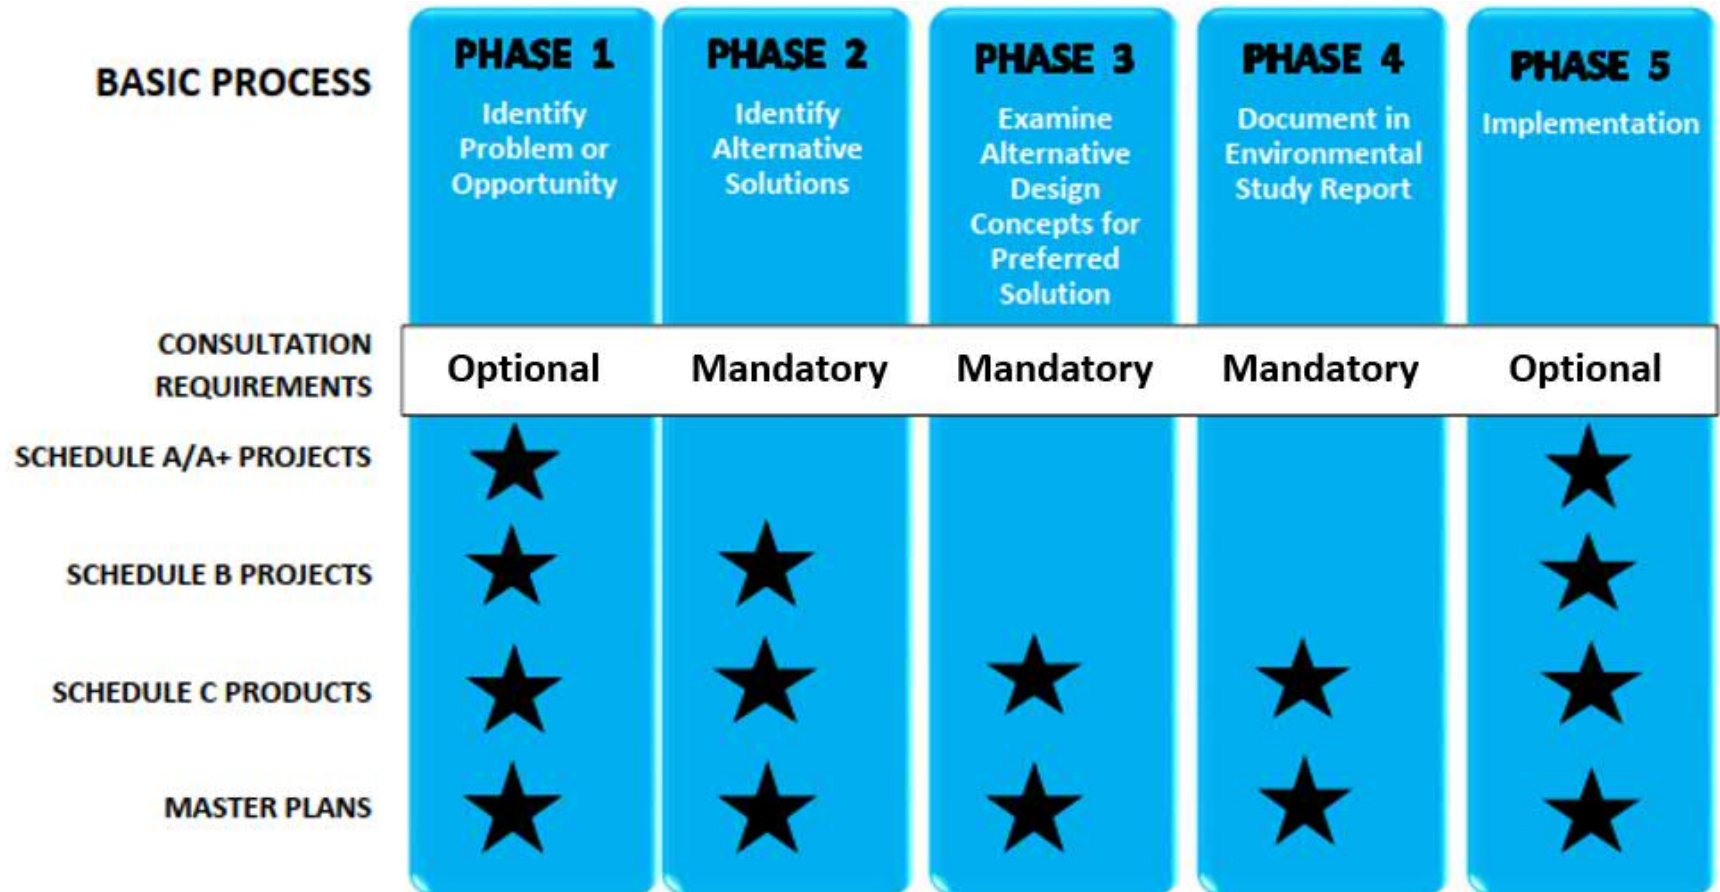 BASIC PROCESS
PHASE 1
Identify
Problem or
Opportunity
PHASE 2
Identify
Alternative
Solutions
PHASE 3
Examine
Alternative
Design
Concepts for
Preferred
Solution
PHASE 4
Document in
Environmental
Study Report
PHASE 5
Implementation
CONSULTATION
REQUIREMENTS
Optional
Mandatory
Mandatory
Mandatory
Optional
SCHEDULE A/A+ PROJECTS
SCHEDULE B PROJECTS
SCHEDULE C PRODUCTS
MASTER PLANS